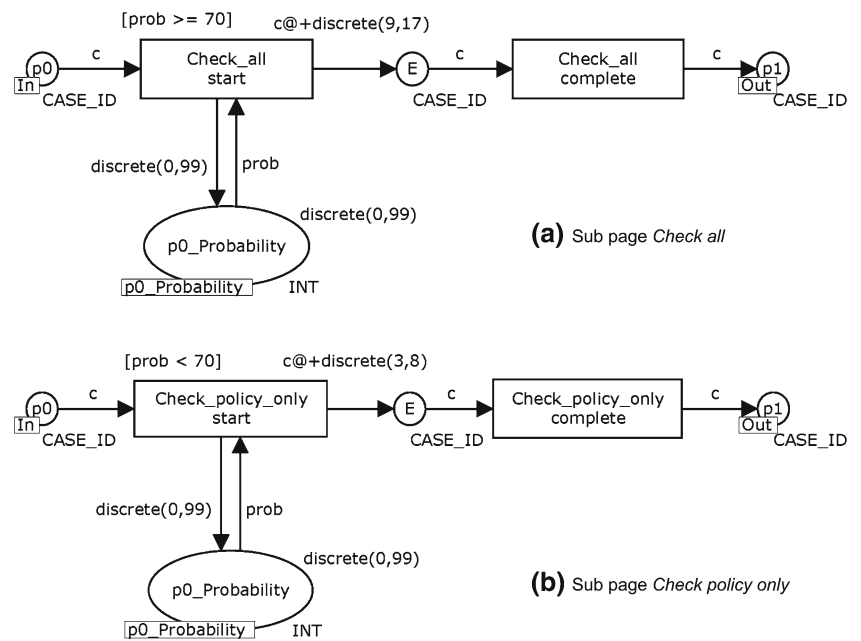 [prob >= 70]
c@+discrete(9,17)
p0
c
Check_all
start
E
c
Check_all
complete
c
p1
In
CASE_ID
CASE_ID
Out
CASE_ID
discrete(0,99)
prob
discrete(0,99)
p0_Probability
p0_Probability
INT
(a) Sub page Check all
[prob < 70]
c@+discrete(3,8)
p0
c
Check_policy_only
start
E
c
Check_policy_only
complete
c
p1
In
CASE_ID
CASE_ID
Out
CASE_ID
discrete(0,99)
prob
discrete(0,99)
p0_Probability
p0_Probability
INT
(b) Sub page Check policy only